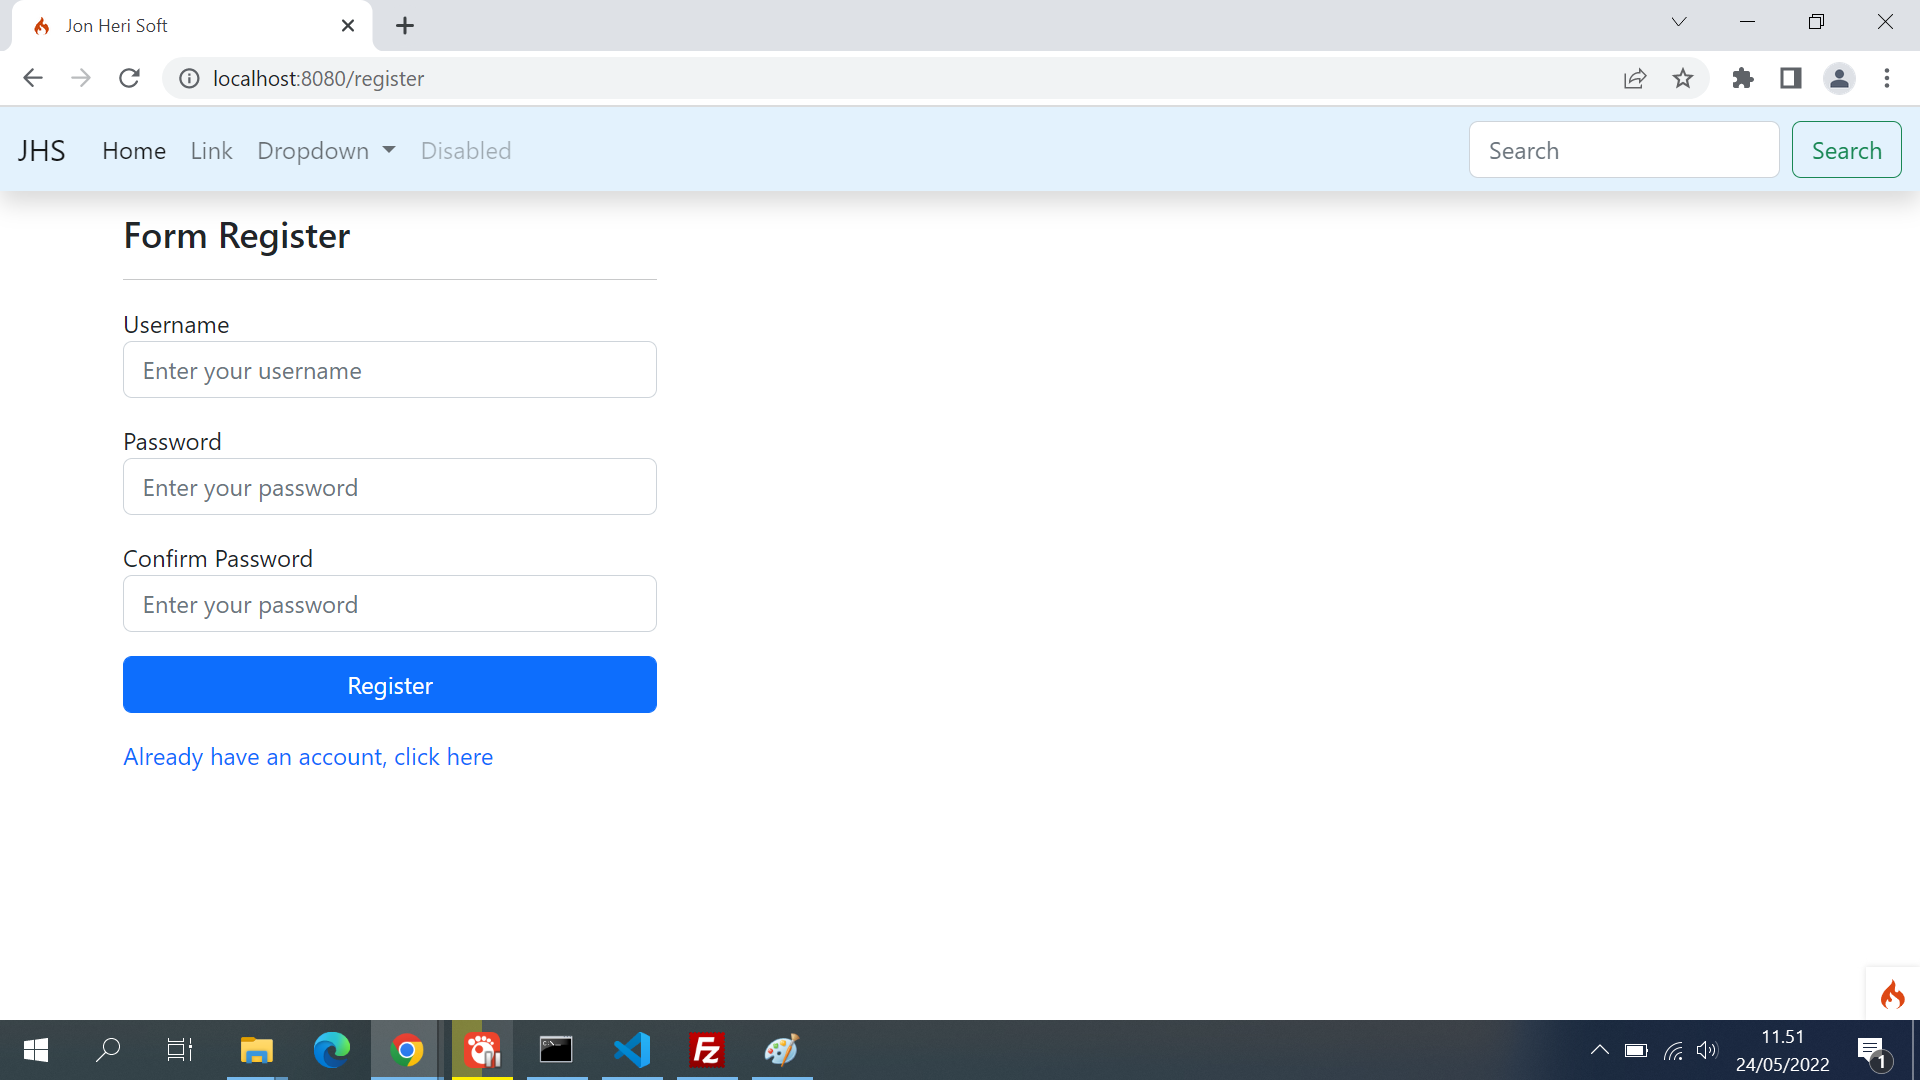 Jon Heri Soft
localhost:8080/register
JHS Home Link Dropdown Disabled Search Search
Form Register
Username
Enter your username
Password
Enter your password
Confirm Password
Enter your password
Register
Already have an account, click here
11.51
24/05/2022
1